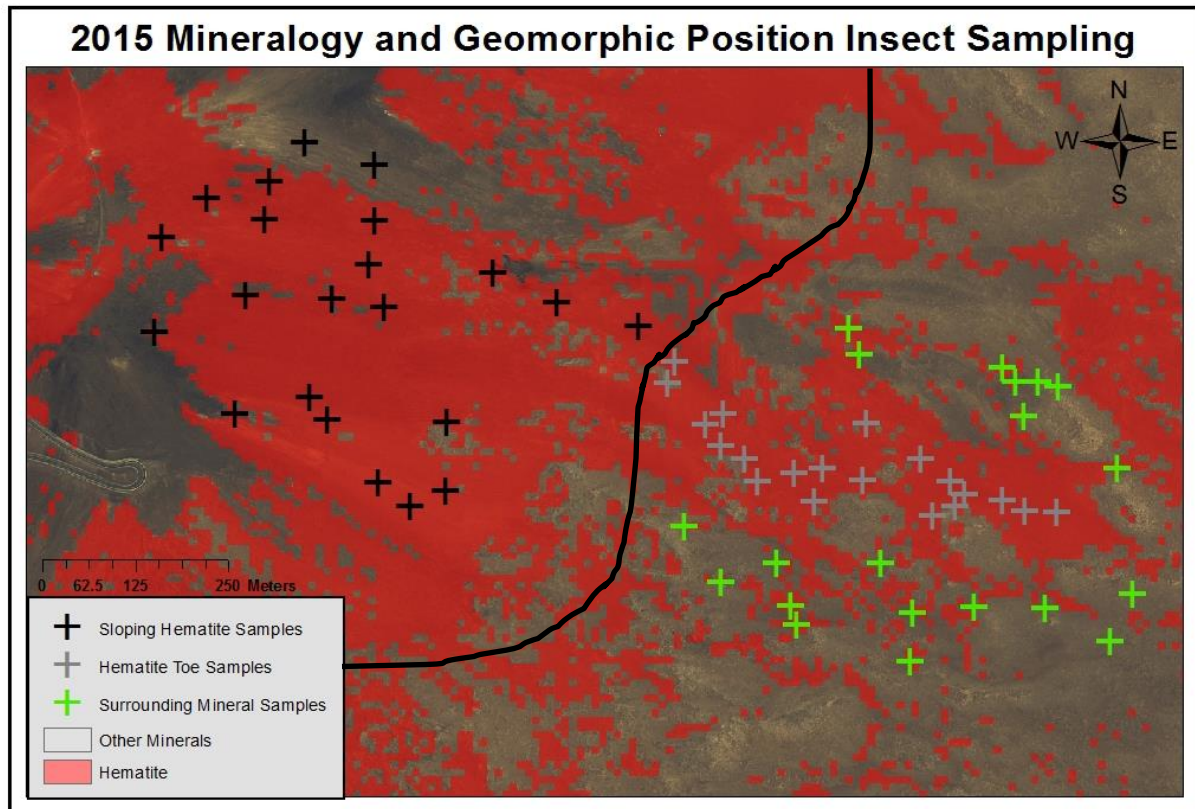 2015 Mineralogy and Geomorphic Position Insect Sampling
N
W E
S
0 62.5 125 250 Meters
Sloping Hematite Samples
Hematite Toe Samples
Surrounding Mineral Samples
Other Minerals
Hematite